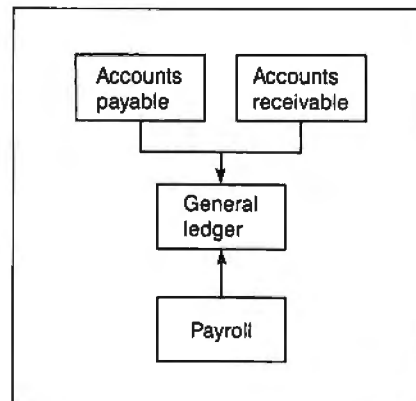 Accounts
payable
Accounts
receivable
General
ledger
Payroll